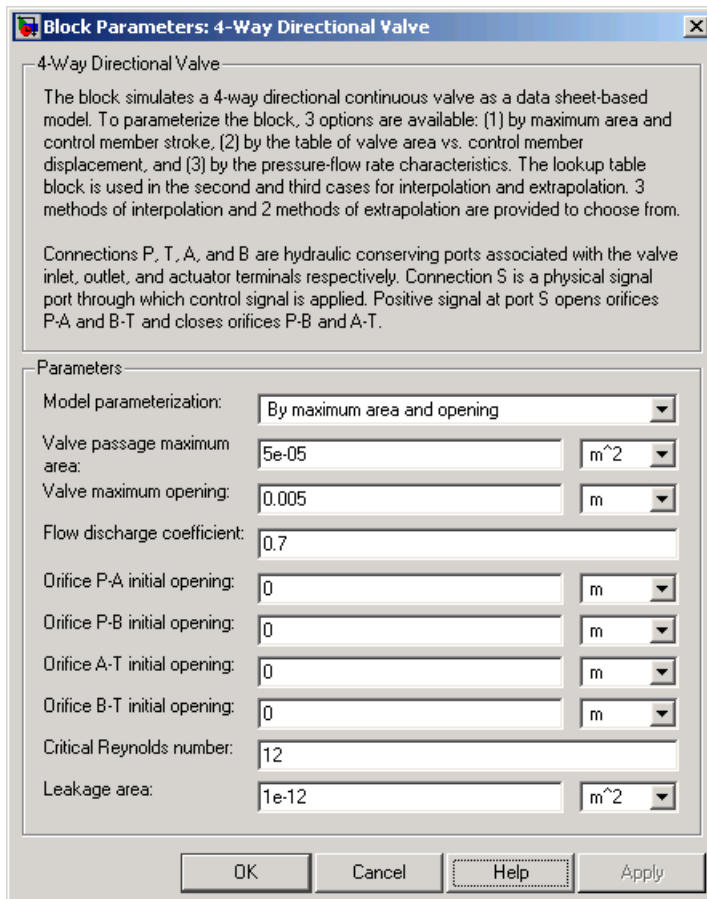 Block Parameters: 4-Way Directional Valve
4-Way Directional Valve
The block simulates a 4-way directional continuous valve as a data sheet-based
model. To parameterize the block, 3 options are available: (1) by maximum area and
control member stroke, (2) by the table of valve area vs. control member
displacement, and (3) by the pressure-flow rate characteristics. The lookup table
block is used in the second and third cases for interpolation and extrapolation. 3
methods of interpolation and 2 methods of extrapolation are provided to choose from.
Connections P, T, A, and B are hydraulic conserving ports associated with the valve
inlet, outlet, and actuator terminals respectively. Connection S is a physical signal
port through which control signal is applied. Positive signal at port S opens orifices
P-A and B-T and closes orifices P-B and A-T.
Parameters
Model parameterization: By maximum area and opening
Valve passage maximum
area: 5e-05 m^2
Valve maximum opening: 0.005 m
Flow discharge coefficient: 0.7
Orifice P-A initial opening: 0 m
Orifice P-B initial opening: 0 m
Orifice A-T initial opening: 0 m
Orifice B-T initial opening: 0 m
Critical Reynolds number: 12
Leakage area: 1e-12 m^2
OK Cancel Help Apply